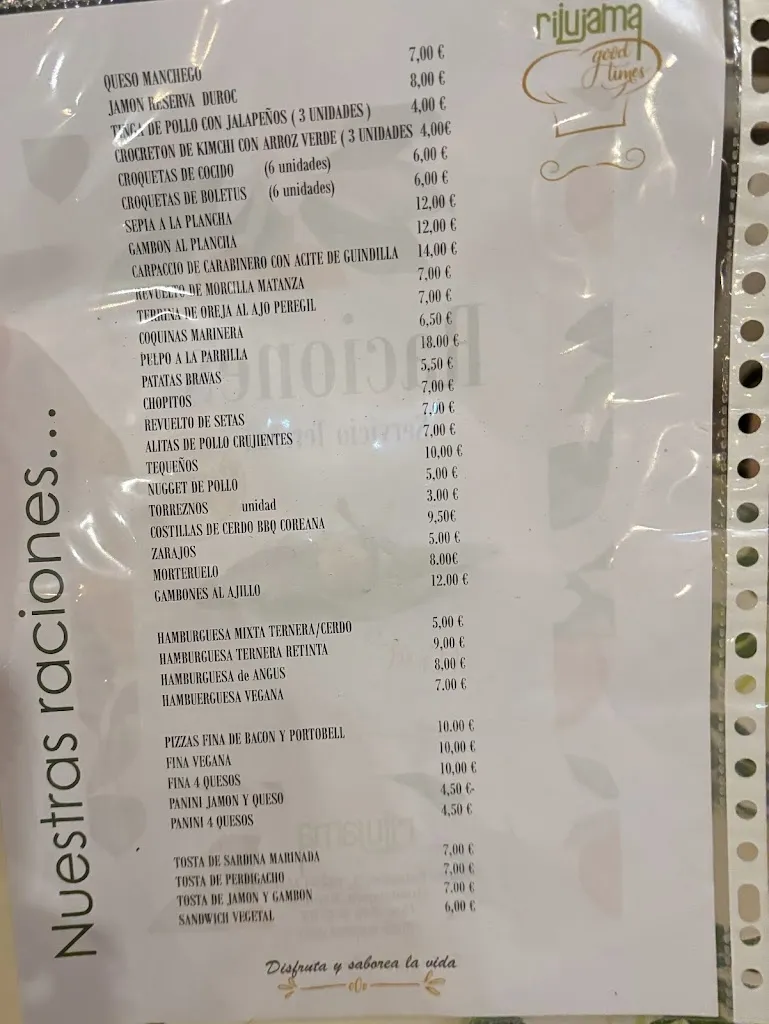 rilujama
good
times
Nuestras raciones...
QUESO MANCHEGO 7,00 €
JAMON RESERVA DUROC 8,00 €
TINGA DE POLLO CON JALAPEÑOS ( 3 UNIDADES ) 4,00 €
CROCRETON DE KIMCHI CON ARROZ VERDE ( 3 UNIDADES 4,00€
CROQUETAS DE COCIDO (6 unidades) 6,00 €
CROQUETAS DE BOLETUS (6 unidades) 6,00 €
SEPIA A LA PLANCHA 12,00 €
GAMBON AL PLANCHA 12,00 €
CARPACCIO DE CARABINERO CON ACITE DE GUINDILLA 14,00 €
REVUELTO DE MORCILLA MATANZA 7,00 €
TERRINA DE OREJA AL AJO PEREGIL 7,00 €
COQUINAS MARINERA 6,50 €
PULPO A LA PARRILLA 18.00 €
PATATAS BRAVAS 5,50 €
CHOPITOS 7,00 €
REVUELTO DE SETAS 7,00 €
ALITAS DE POLLO CRUJIENTES 7,00 €
TEQUEÑOS 10,00 €
NUGGET DE POLLO 5,00 €
TORREZNOS unidad 3.00 €
COSTILLAS DE CERDO BBQ COREANA 9,50€
ZARAJOS 5.00 €
MORTERUELO 8.00€
GAMBONES AL AJILLO 12.00 €
HAMBURGUESA MIXTA TERNERA/CERDO 5,00 €
HAMBURGUESA TERNERA RETINTA 9,00 €
HAMBURGUESA de ANGUS 8,00 €
HAMBUERGUESA VEGANA 7.00 €
PIZZAS FINA DE BACON Y PORTOBELL 10.00 €
FINA VEGANA 10,00 €
FINA 4 QUESOS 10,00 €
PANINI JAMON Y QUESO 4,50 €-
PANINI 4 QUESOS 4,50 €
TOSTA DE SARDINA MARINADA 7,00 €
TOSTA DE PERDIGACHO 7,00 €
TOSTA DE JAMON Y GAMBON 7.00 €
SANDWICH VEGETAL 6,00 €
Disfruta y saborea la vida